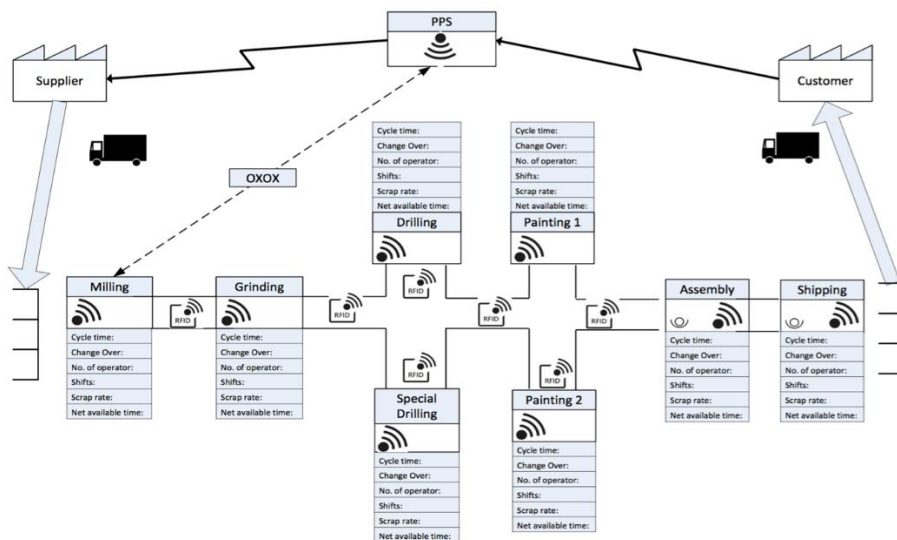 PPS
Supplier
Customer
OXOX
Cycle time:
Change Over:
No. of operator:
Shifts:
Scrap rate:
Net available time:
Drilling
Cycle time:
Change Over:
No. of operator:
Shifts:
Scrap rate:
Net available time:
Painting 1
RFID
Milling
Cycle time:
Change Over:
No. of operator:
Shifts:
Scrap rate:
Net available time:
RFID
Grinding
Cycle time:
Change Over:
No. of operator:
Shifts:
Scrap rate:
Net available time:
RFID
RFID
RFID
Assembly
Cycle time:
Change Over:
No. of operator:
Shifts:
Scrap rate:
Net available time:
Shipping
Cycle time:
Change Over:
No. of operator:
Shifts:
Scrap rate:
Net available time:
RFID
Special
Drilling
Cycle time:
Change Over:
No. of operator:
Shifts:
Scrap rate:
Net available time:
RFID
Painting 2
Cycle time:
Change Over:
No. of operator:
Shifts:
Scrap rate:
Net available time: